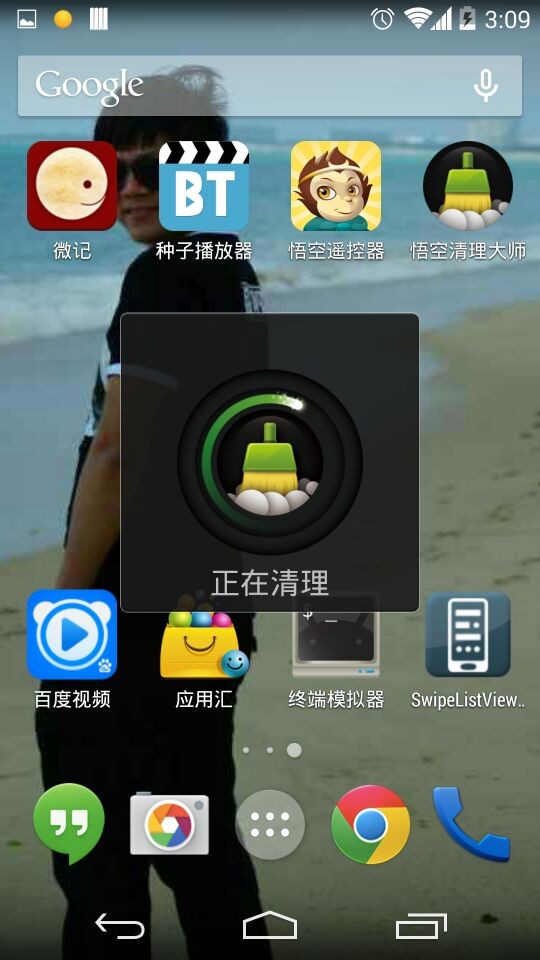 3:09
Google
微记
BT
种子播放器
悟空遥控器
悟空清理大师
正在清理
$ _
百度视频
应用汇
终端模拟器
SwipeListView..